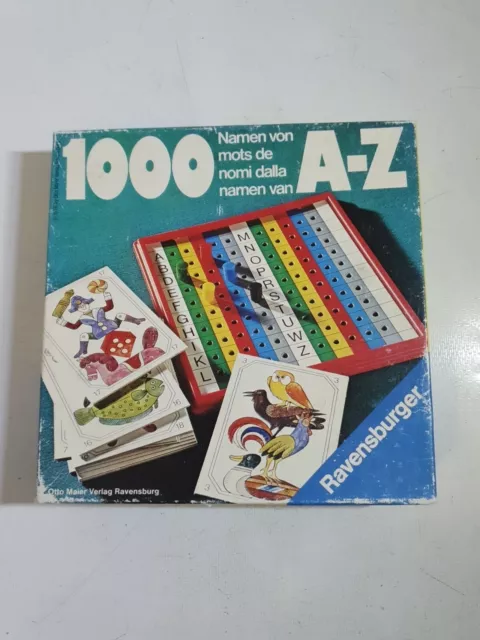 1000
Namen von
mots de
nomi dalla
namen van
A-Z
A
B
D
E
F
G
H
I
K
L
M
N
O
P
R
S
T
U
W
Z
Ravensburger
Otto Maier Verlag Ravensburg